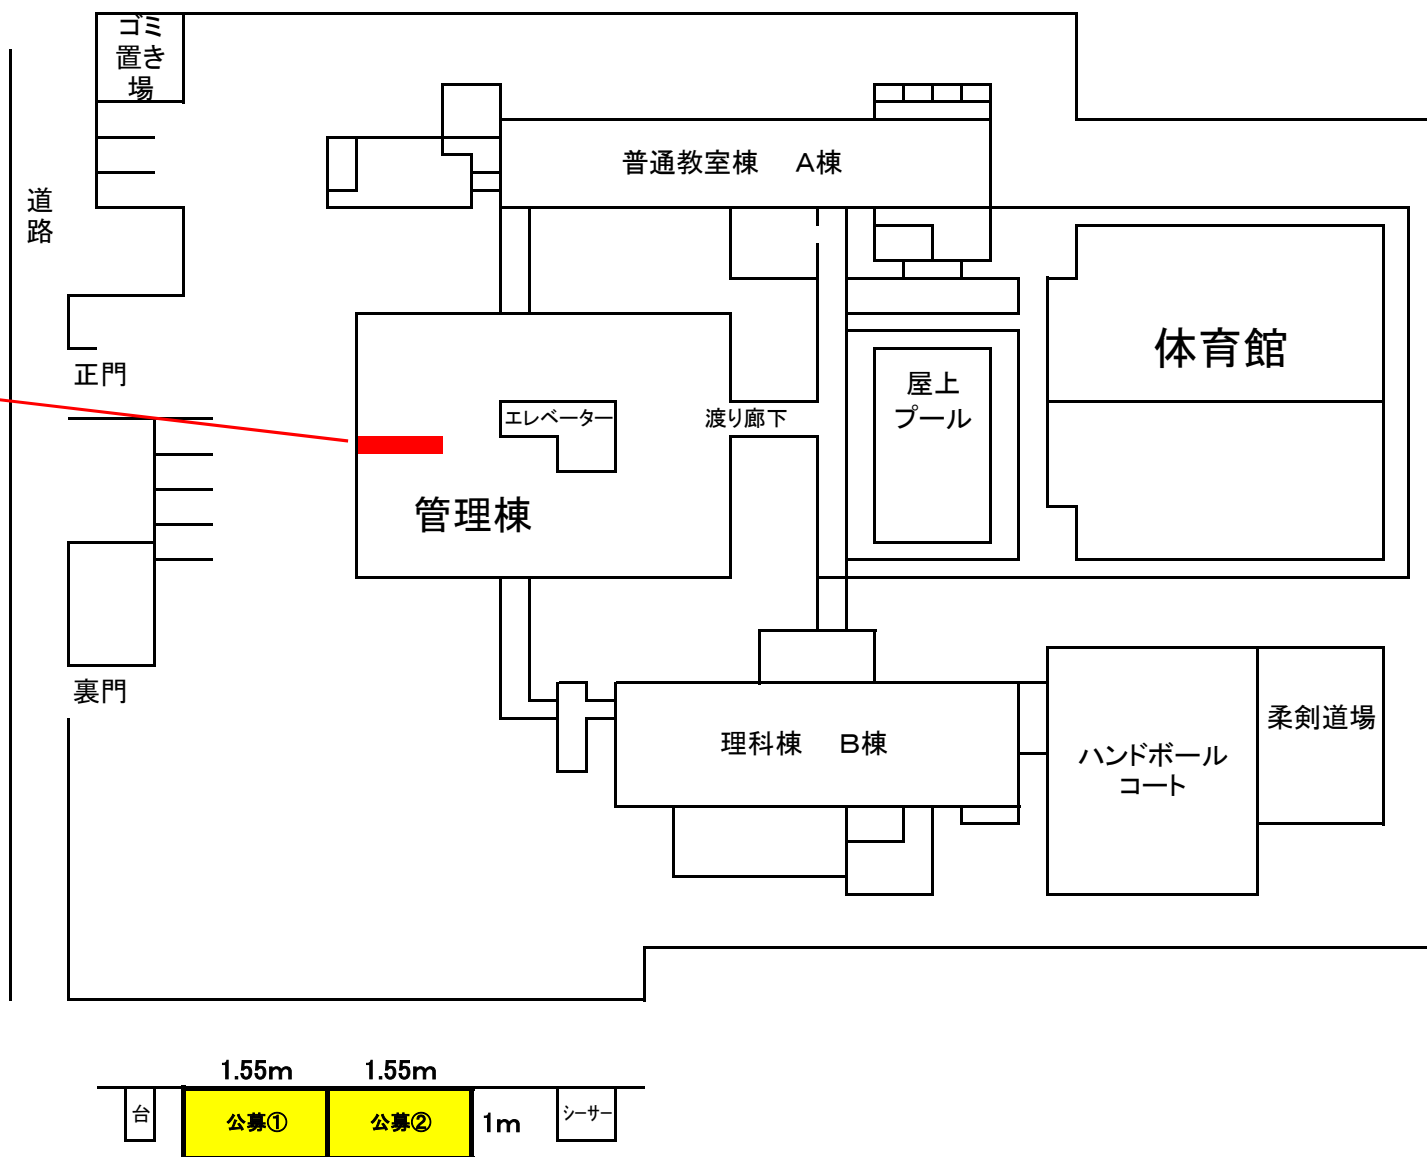 ゴミ
置き
場
普通教室棟　A棟
道
路
体育館
正門
屋上
プール
エレベーター
渡り廊下
管理棟
裏門
柔剣道場
理科棟　B棟
ハンドボール
コート
1.55m
1.55m
台
公募①
公募②
1m
シーサー